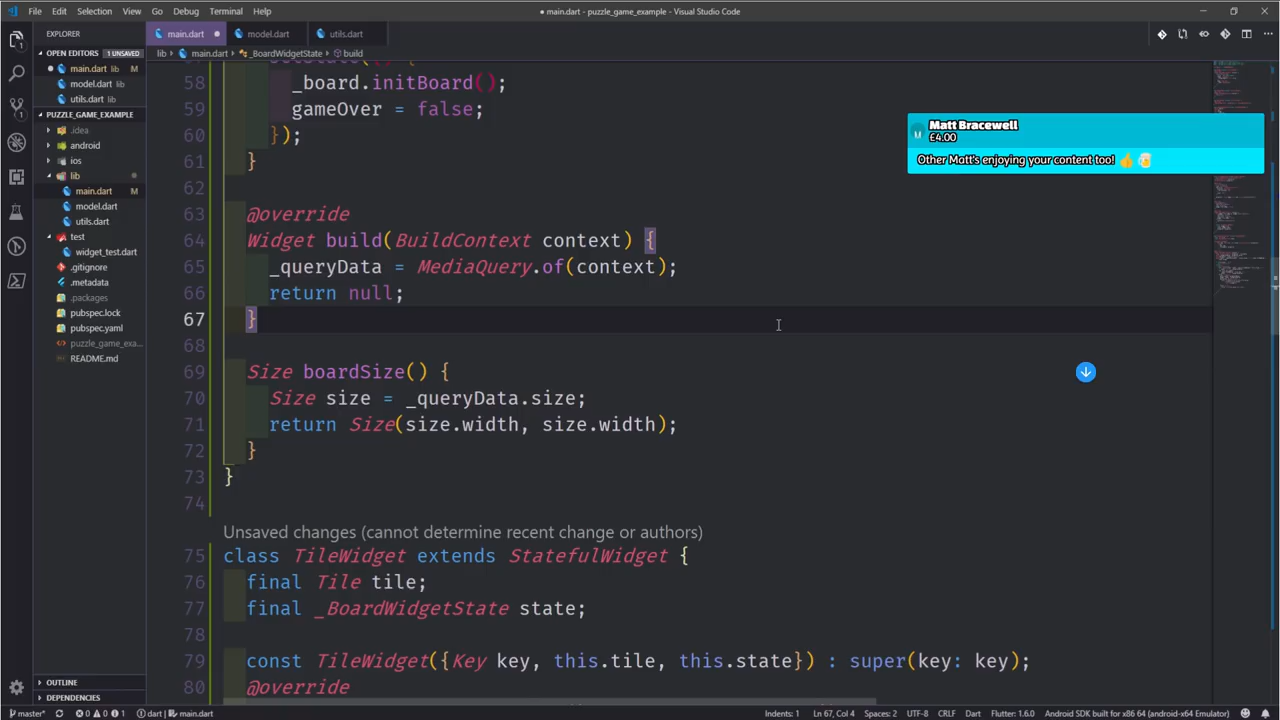 File Edit Selection View Go Debug Terminal Help
● main.dart - puzzle_game_example - Visual Studio Code
EXPLORER
OPEN EDITORS 1 UNSAVED
● main.dart lib M
model.dart lib
utils.dart lib
PUZZLE_GAME_EXAMPLE
.idea
android
ios
lib
main.dart M
model.dart
utils.dart
test
widget_test.dart
.gitignore
.metadata
.packages
pubspec.lock
pubspec.yaml
puzzle_game_exa...
README.md
OUTLINE
DEPENDENCIES
main.dart ● model.dart utils.dart
lib › main.dart › _BoardWidgetState › build
58 _board.initBoard();
59 gameOver = false;
60 });
61 }
62
63 @override
64 Widget build(BuildContext context) {
65 _queryData = MediaQuery.of(context);
66 return null;
67 }
68
69 Size boardSize() {
70 Size size = _queryData.size;
71 return Size(size.width, size.width);
72 }
73 }
74
Unsaved changes (cannot determine recent change or authors)
75 class TileWidget extends StatefulWidget {
76 final Tile tile;
77 final _BoardWidgetState state;
78
79 const TileWidget({Key key, this.tile, this.state}) : super(key: key);
80 @override
Matt Bracewell
£4.00
Other Matt's enjoying your content too! 👍 🍺
master* 0 0 1 dart | main.dart Indents: 1 Ln 67, Col 4 Spaces: 2 UTF-8 CRLF Dart Flutter: 1.6.0 Android SDK built for x86 64 (android-x64 Emulator)